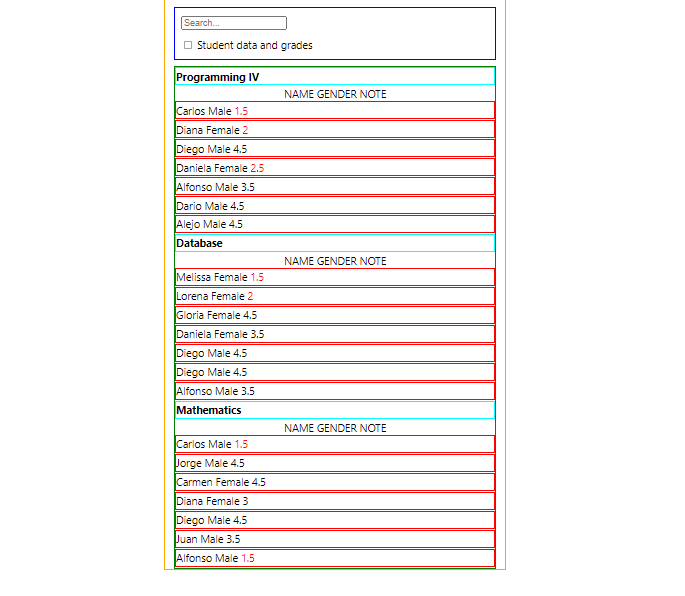 Search...
Student data and grades
Programming IV
NAME GENDER NOTE
Carlos Male 1.5
Diana Female 2
Diego Male 4.5
Daniela Female 2.5
Alfonso Male 3.5
Dario Male 4.5
Alejo Male 4.5
Database
NAME GENDER NOTE
Melissa Female 1.5
Lorena Female 2
Gloria Female 4.5
Daniela Female 3.5
Diego Male 4.5
Diego Male 4.5
Alfonso Male 3.5
Mathematics
NAME GENDER NOTE
Carlos Male 1.5
Jorge Male 4.5
Carmen Female 4.5
Diana Female 3
Diego Male 4.5
Juan Male 3.5
Alfonso Male 1.5